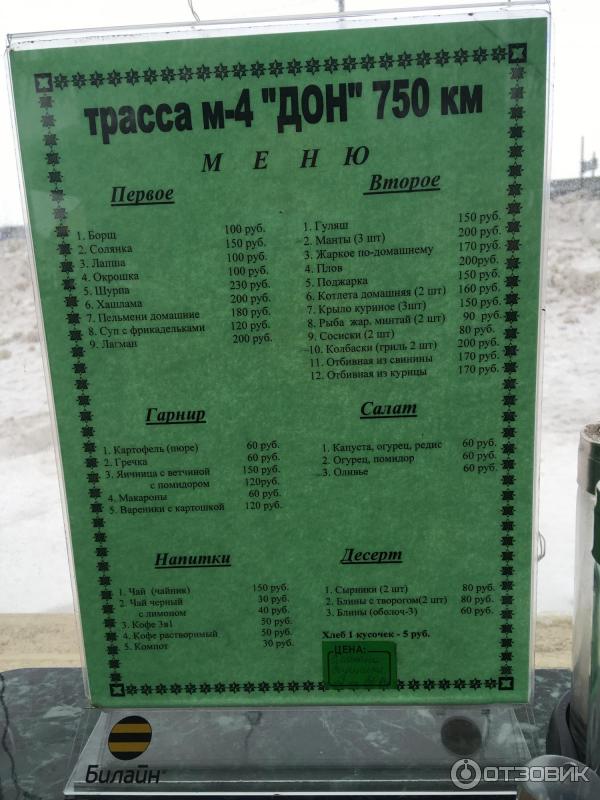 трасса м-4 "ДОН" 750 км
МЕНЮ
Первое
1. Борщ 100 руб.
2. Солянка 150 руб.
3. Лапша 100 руб.
4. Окрошка 100 руб.
5. Шурпа 230 руб.
6. Хашлама 200 руб.
7. Пельмени домашние 180 руб.
8. Суп с фрикадельками 120 руб.
9. Лагман 200 руб.
Второе
1. Гуляш 150 руб.
2. Манты (3 шт) 200 руб.
3. Жаркое по-домашнему 170 руб.
4. Плов 200руб.
5. Поджарка 150 руб.
6. Котлета домашняя (2 шт) 160 руб.
7. Крыло куриное (3шт) 150 руб.
8. Рыба жар. минтай (2 шт) 90 руб.
9. Сосиски (2 шт) 80 руб.
10. Колбаски (гриль 2 шт) 200 руб.
11. Отбивная из свинины 170 руб.
12. Отбивная из курицы 170 руб.
Гарнир
1. Картофель (пюре) 60 руб.
2. Гречка 60 руб.
3. Яичница с ветчиной 150 руб.
с помидором 120руб.
4. Макароны 60 руб.
5. Вареники с картошкой 120 руб.
Салат
1. Капуста, огурец, редис 60 руб.
2. Огурец, помидор 60 руб.
3. Оливье 60 руб.
Напитки
1. Чай (чайник) 150 руб.
2. Чай черный 30 руб.
с лимоном 40 руб.
3. Кофе 3в1 50 руб.
4. Кофе растворимый 50 руб.
5. Компот 30 руб.
Десерт
1. Сырники (2 шт) 80 руб.
2. Блины с творогом(2 шт) 80 руб.
3. Блины (оболоч-3) 60 руб.
Хлеб 1 кусочек - 5 руб.
ЦЕНА:
Билайн
ОТЗОВИК